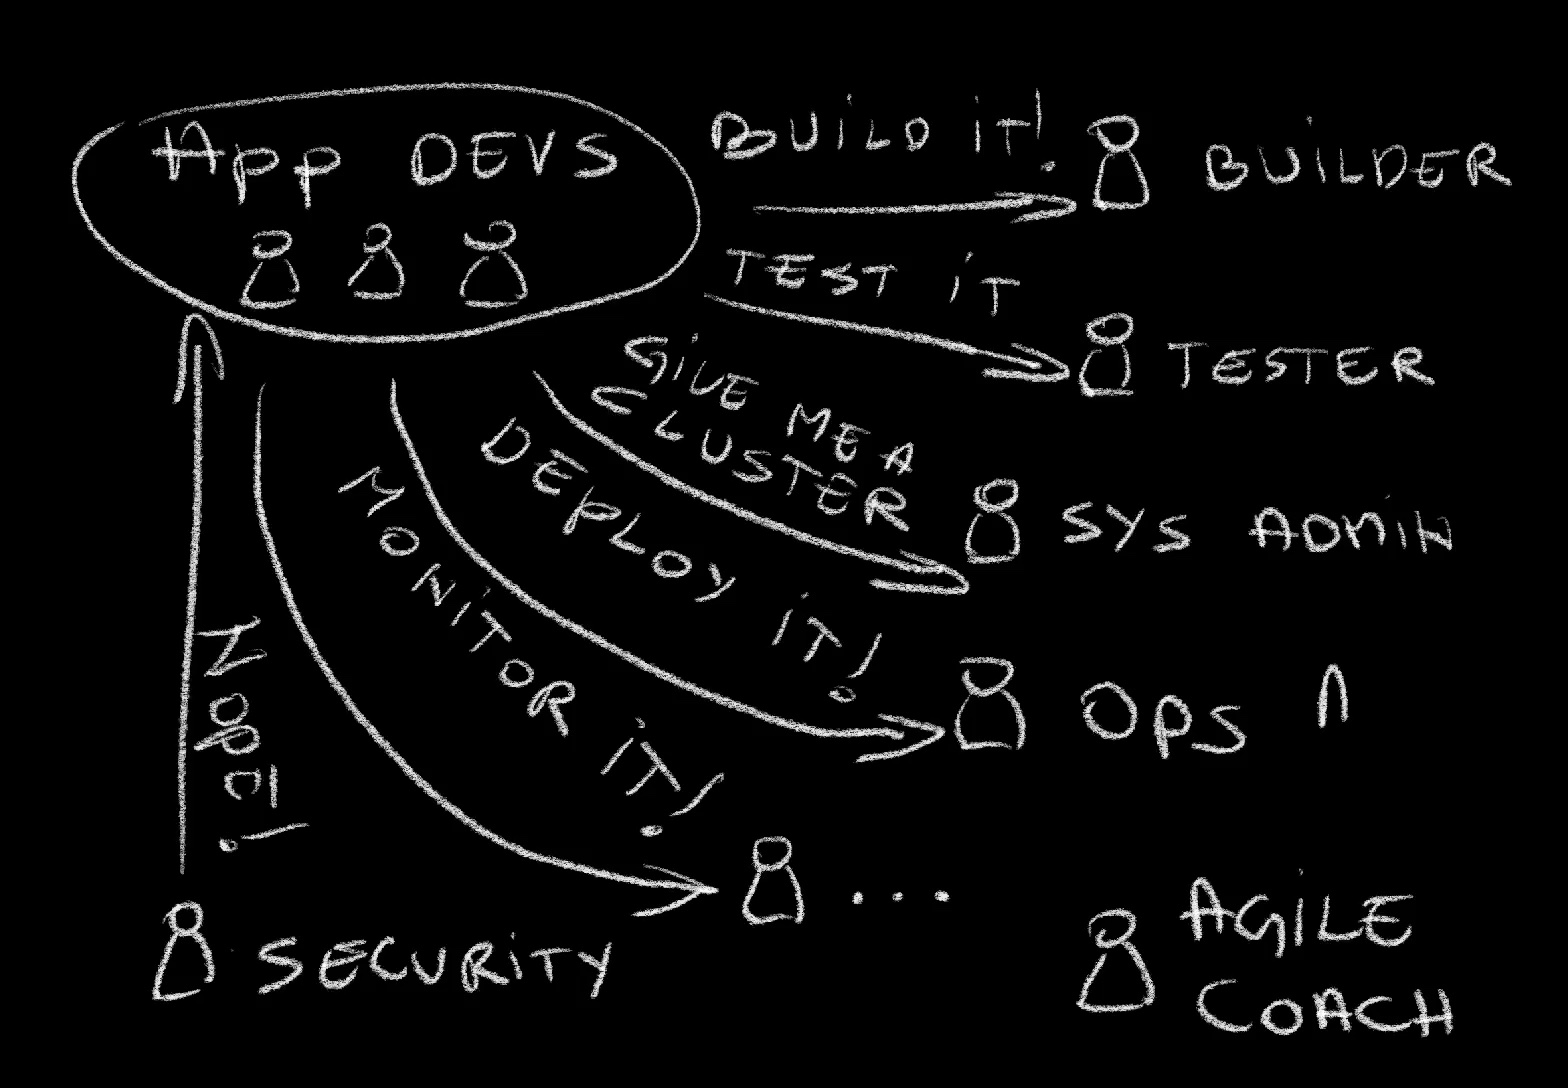 App DEVS
BUiLD iT!
BUiLDER
TEST iT
TESTER
GiVE ME A
CLUSTER
SYS ADMiN
DEPLOY iT!
OPS
MONiTOR iT!
...
NOPE!
SECURiTY
AGiLE
COACH